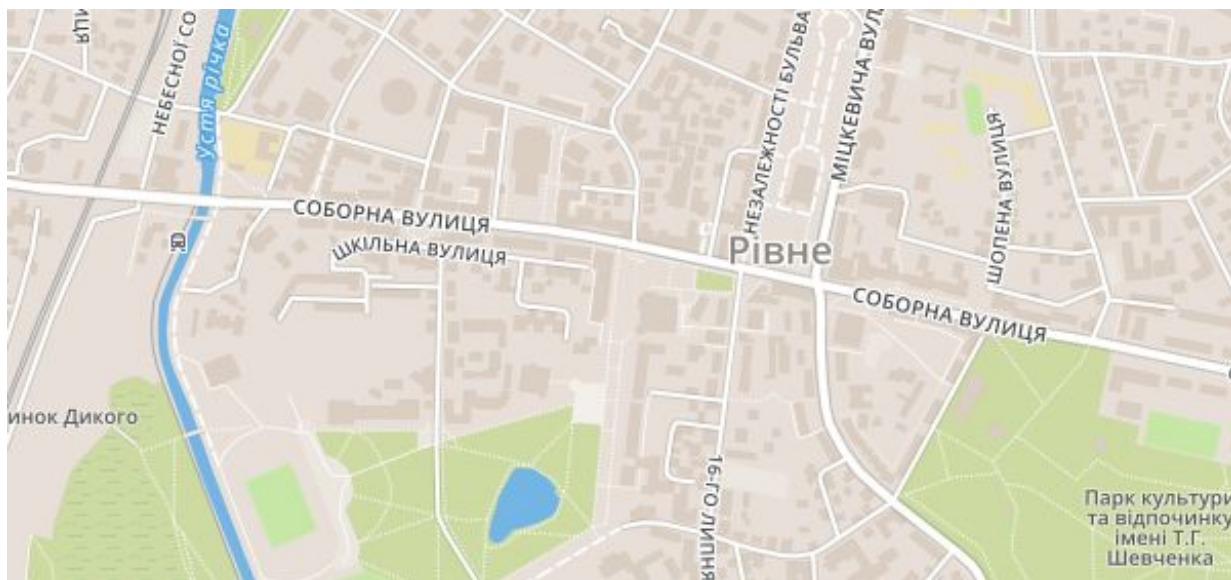 НЕБЕСНОЇ СО
Устя річка
НЕЗАЛЕЖНОСТІ БУЛЬВА
МІЦКЕВИЧА ВУЛ
ШОПЕНА ВУЛИЦЯ
СОБОРНА ВУЛИЦЯ
ШКІЛЬНА ВУЛИЦЯ
Рівне
СОБОРНА ВУЛИЦЯ
инок Дикого
16-ГО ЛИПНЯ
Парк культури
та відпочинку
імені Т.Г.
Шевченка